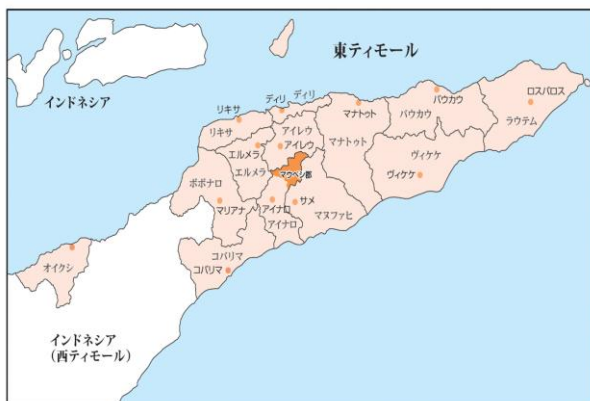 東ティモール
インドネシア
ロスパロス
ラウテム
バウカウ
バウカウ
マナトゥト
マナトゥト
ディリ
ディリ
リキサ
リキサ
アイレウ
アイレウ
エルメラ
エルメラ
マウベシ郡
ヴィケケ
ヴィケケ
ボボナロ
マリアナ
アイナロ
アイナロ
サメ
マヌファヒ
コバリマ
コバリマ
オイクシ
インドネシア
(西ティモール)